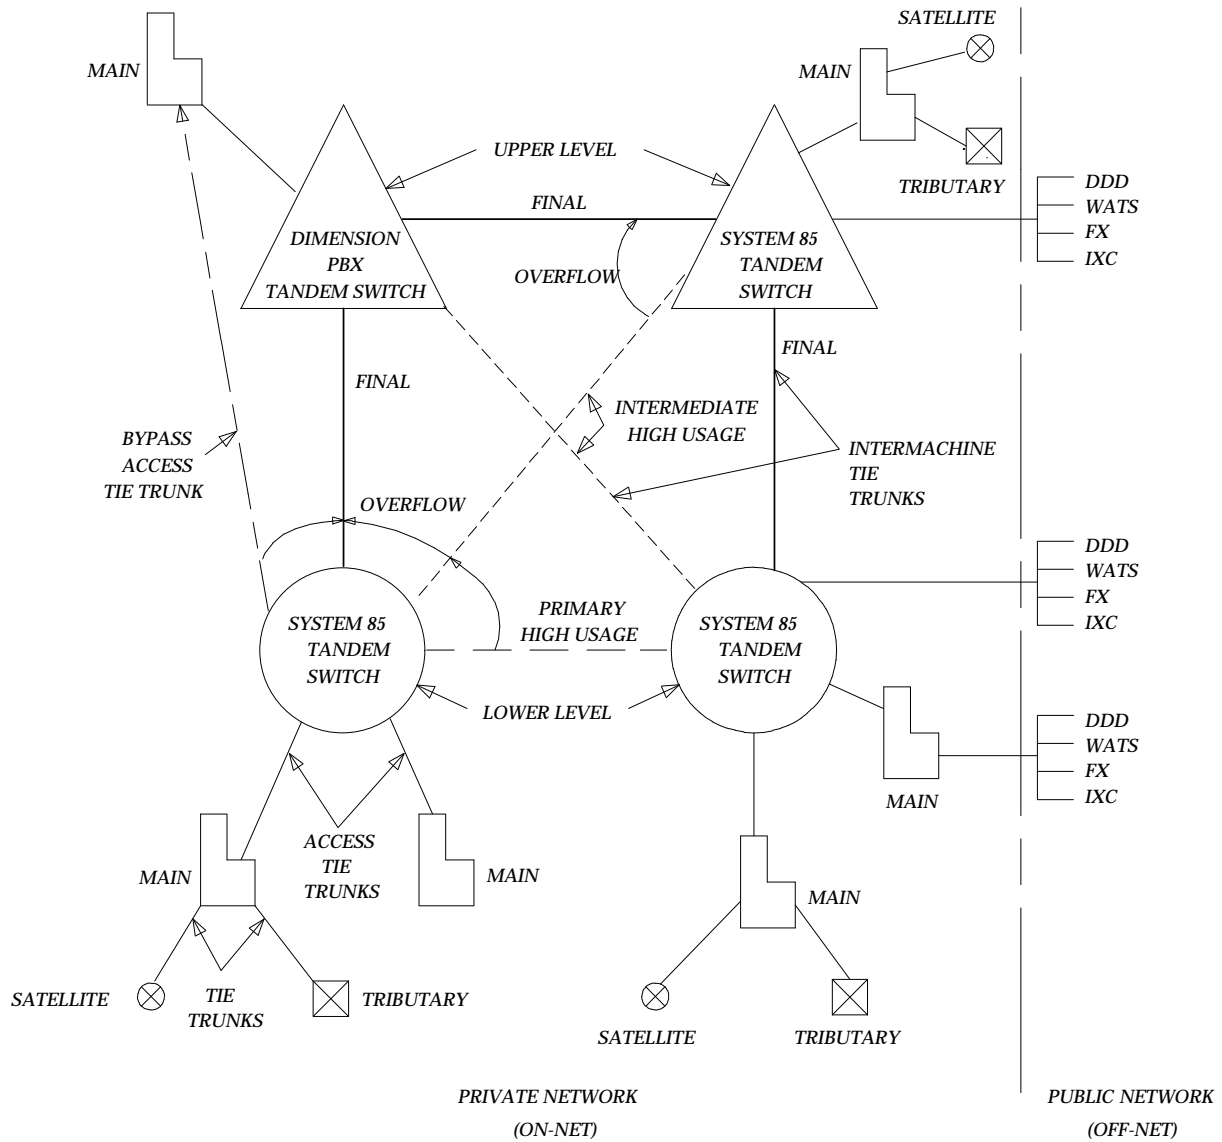 SATELLITE
MAIN
MAIN
UPPER LEVEL
TRIBUTARY
DDD
WATS
FX
IXC
FINAL
DIMENSION
PBX
TANDEM SWITCH
OVERFLOW
SYSTEM 85
TANDEM
SWITCH
FINAL
FINAL
INTERMEDIATE
HIGH USAGE
BYPASS
ACCESS
TIE TRUNK
INTERMACHINE
TIE
TRUNKS
OVERFLOW
DDD
WATS
FX
IXC
SYSTEM 85
TANDEM
SWITCH
PRIMARY
HIGH USAGE
SYSTEM 85
TANDEM
SWITCH
LOWER LEVEL
DDD
WATS
FX
IXC
MAIN
ACCESS
TIE
TRUNKS
MAIN
MAIN
MAIN
SATELLITE
TIE
TRUNKS
TRIBUTARY
SATELLITE
TRIBUTARY
PRIVATE NETWORK
(ON-NET)
PUBLIC NETWORK
(OFF-NET)